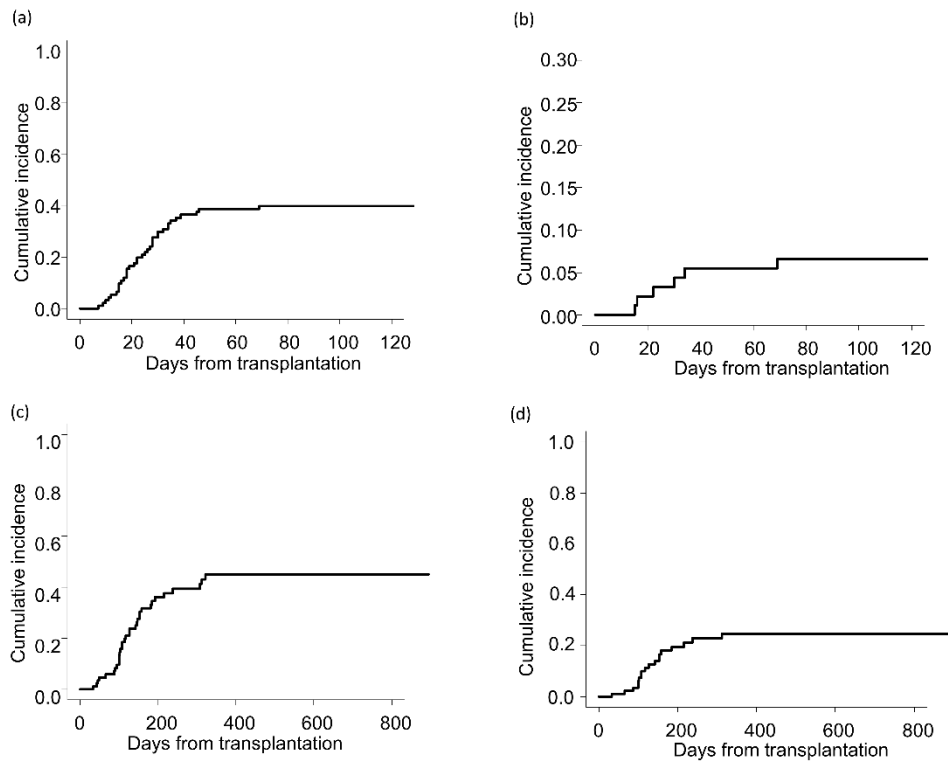 (a)
1.0
0.8
0.6
0.4
0.2
0.0
Cumulative incidence
0 20 40 60 80 100 120
Days from transplantation
(b)
0.30
0.25
0.20
0.15
0.10
0.05
0.00
Cumulative incidence
0 20 40 60 80 100 120
Days from transplantation
(c)
1.0
0.8
0.6
0.4
0.2
0.0
Cumulative incidence
0 200 400 600 800
Days from transplantation
(d)
1.0
0.8
0.6
0.4
0.2
0.0
Cumulative incidence
0 200 400 600 800
Days from transplantation